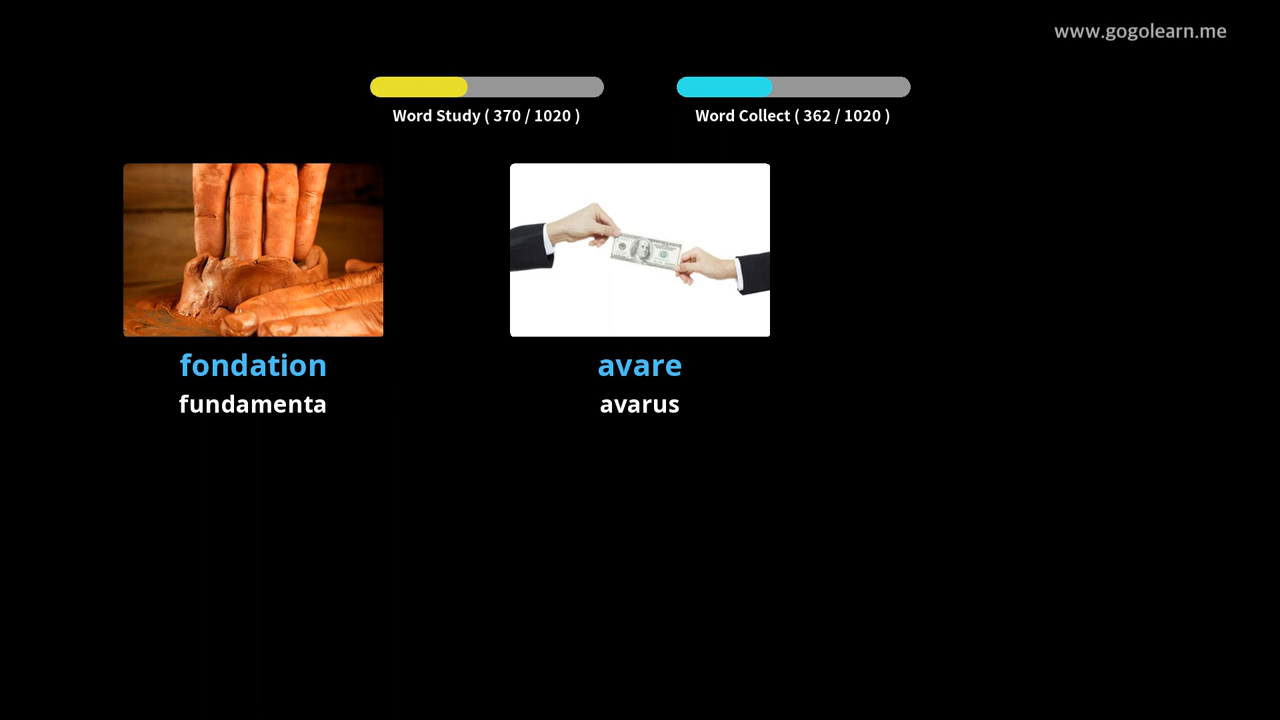 www.gogolearn.me
Word Study ( 370 / 1020 )
Word Collect ( 362 / 1020 )
fondation
fundamenta
avare
avarus